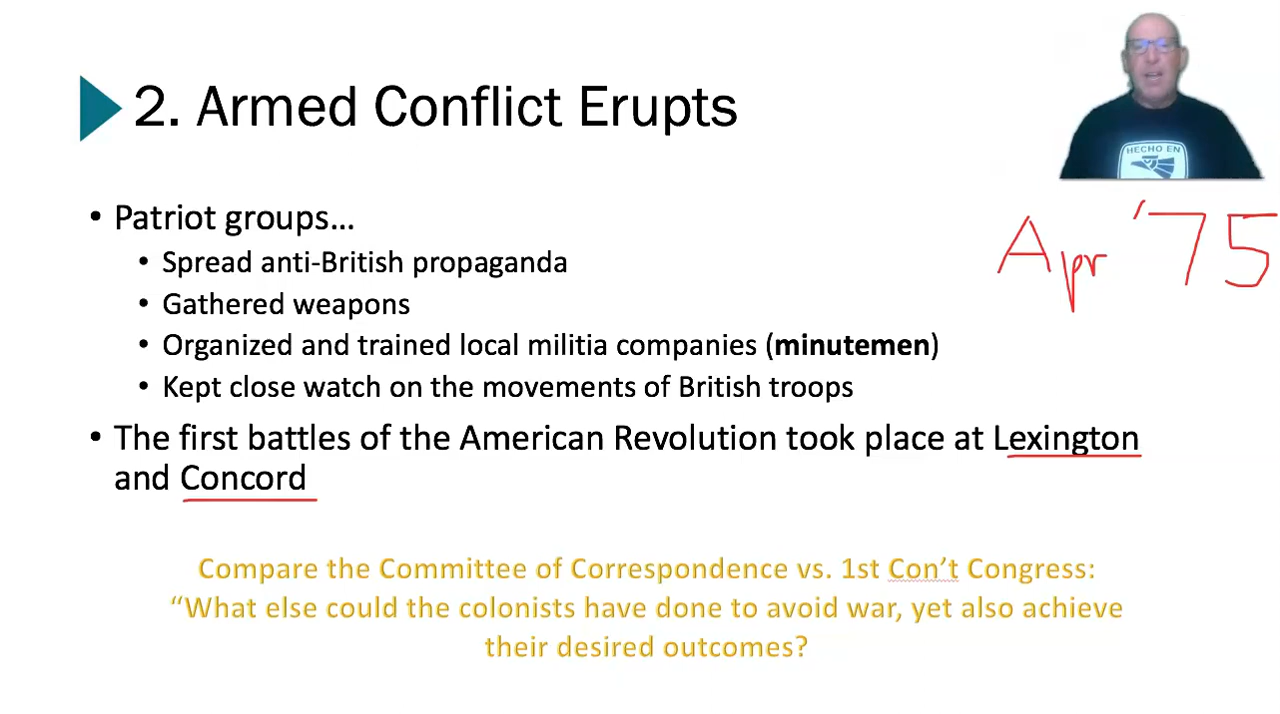 2. Armed Conflict Erupts
HECHO EN
Apr '75
• Patriot groups…
• Spread anti-British propaganda
• Gathered weapons
• Organized and trained local militia companies (minutemen)
• Kept close watch on the movements of British troops
• The first battles of the American Revolution took place at Lexington
and Concord
Compare the Committee of Correspondence vs. 1st Con’t Congress:
“What else could the colonists have done to avoid war, yet also achieve
their desired outcomes?